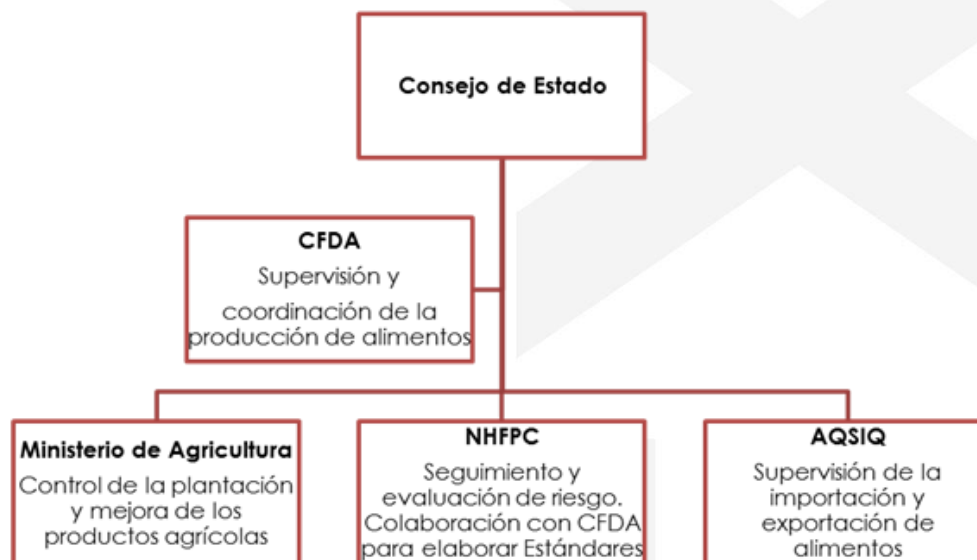 Consejo de Estado
CFDA
Supervisión y
coordinación de la
producción de alimentos
Ministerio de Agricultura
Control de la plantación
y mejora de los
productos agrícolas
NHFPC
Seguimiento y
evaluación de riesgo.
Colaboración con CFDA
para elaborar Estándares
AQSIQ
Supervisión de la
importación y
exportación de
alimentos